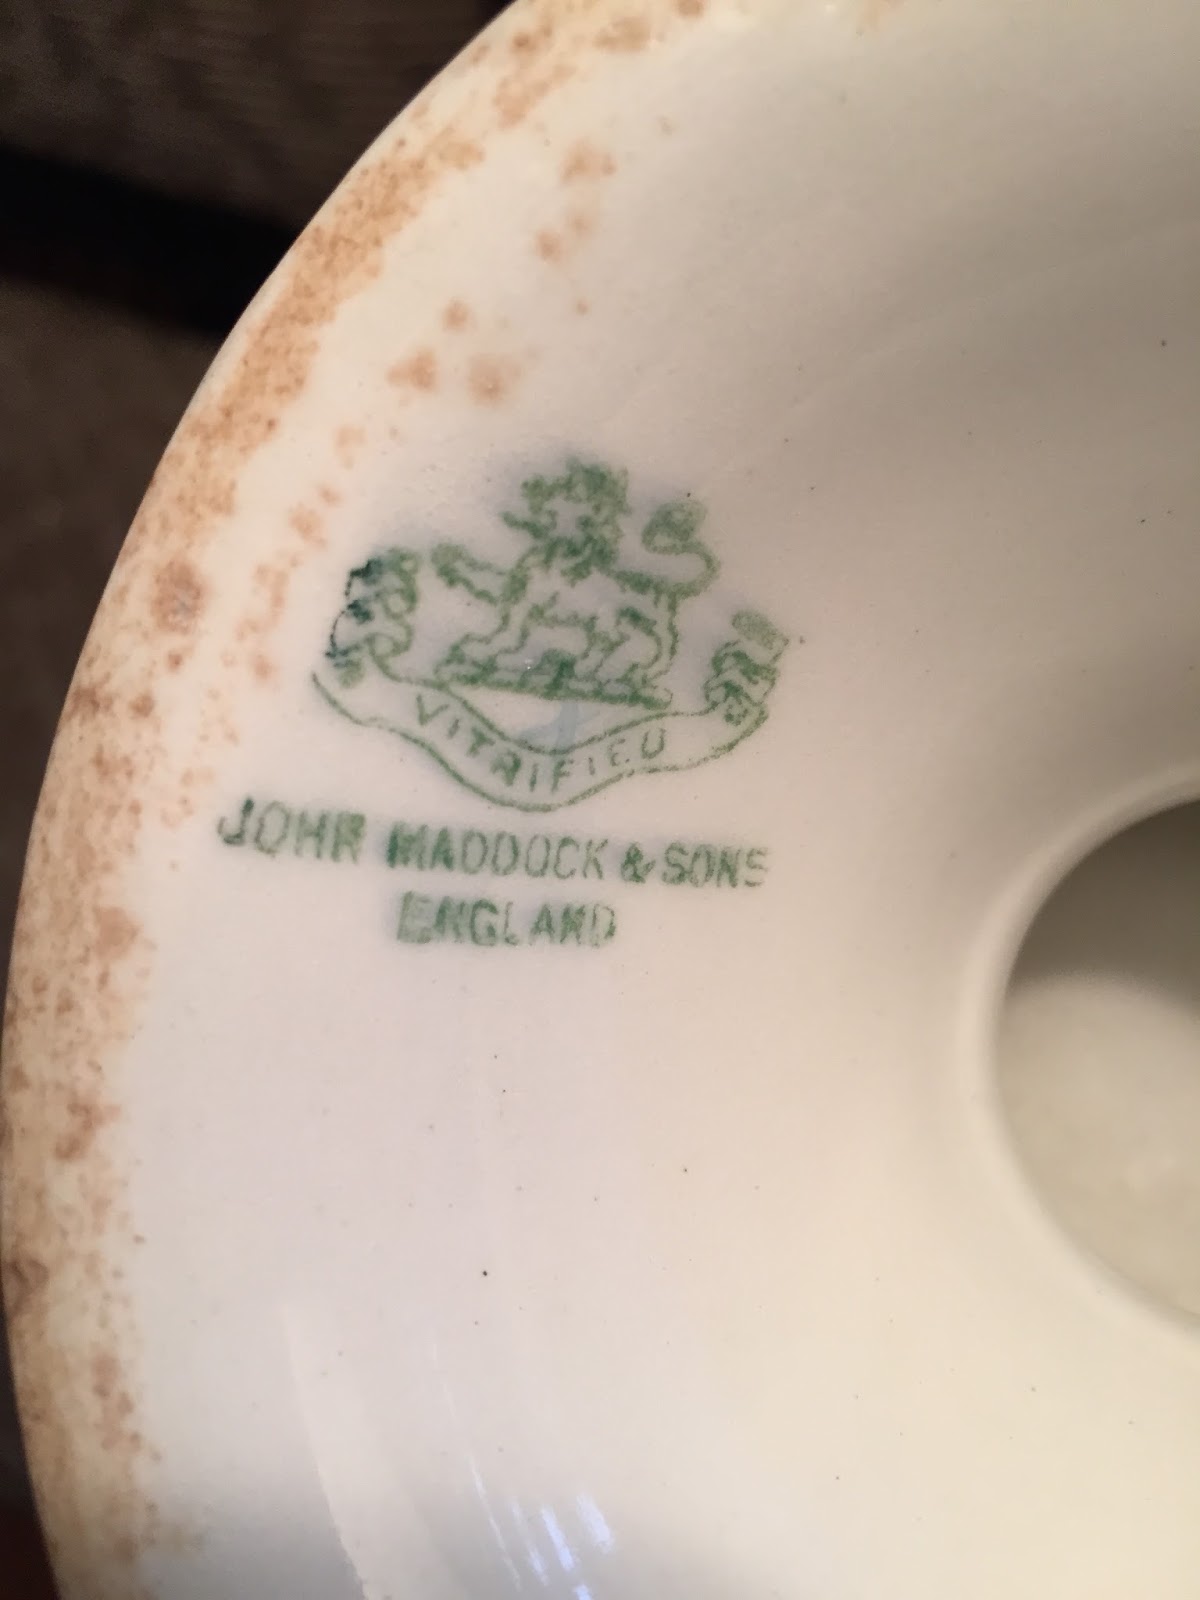 VITRIFIED
JOHN MADDOCK & SONS
ENGLAND